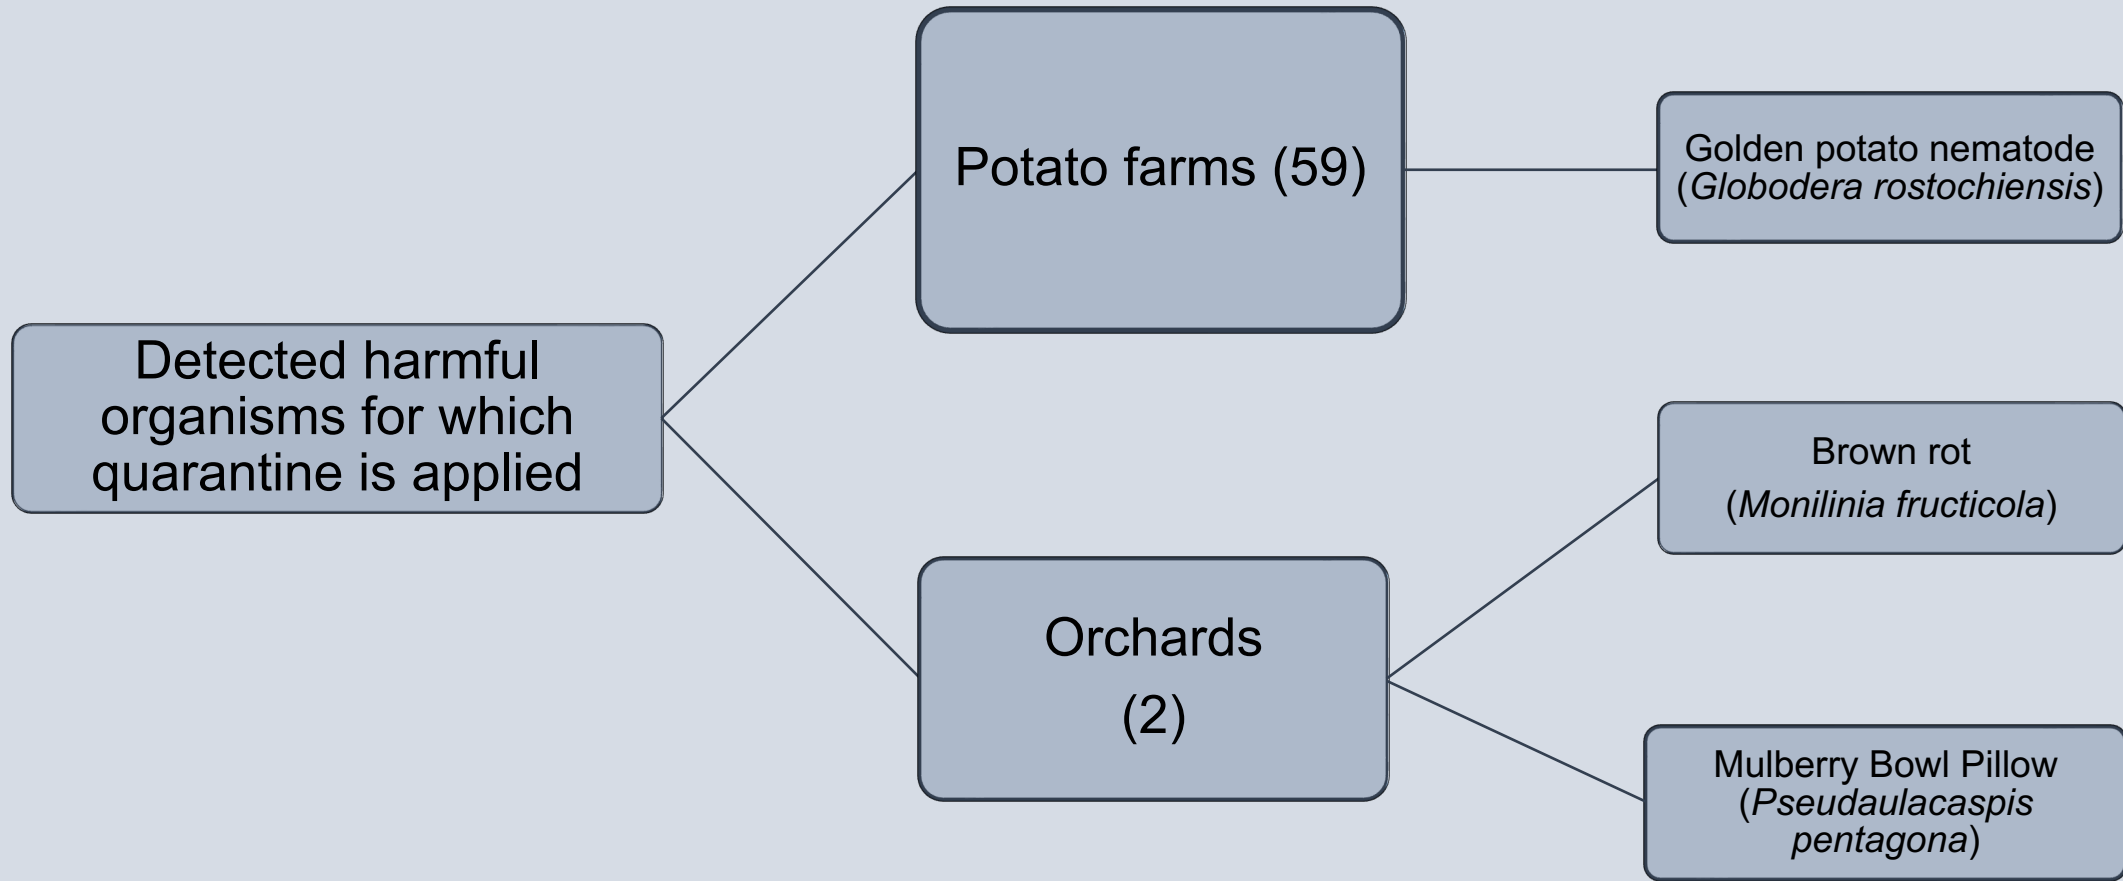 Detected harmful
organisms for which
quarantine is applied
Potato farms (59)
Golden potato nematode
(Globodera rostochiensis)
Orchards
(2)
Brown rot
(Monilinia fructicola)
Mulberry Bowl Pillow
(Pseudaulacaspis
pentagona)